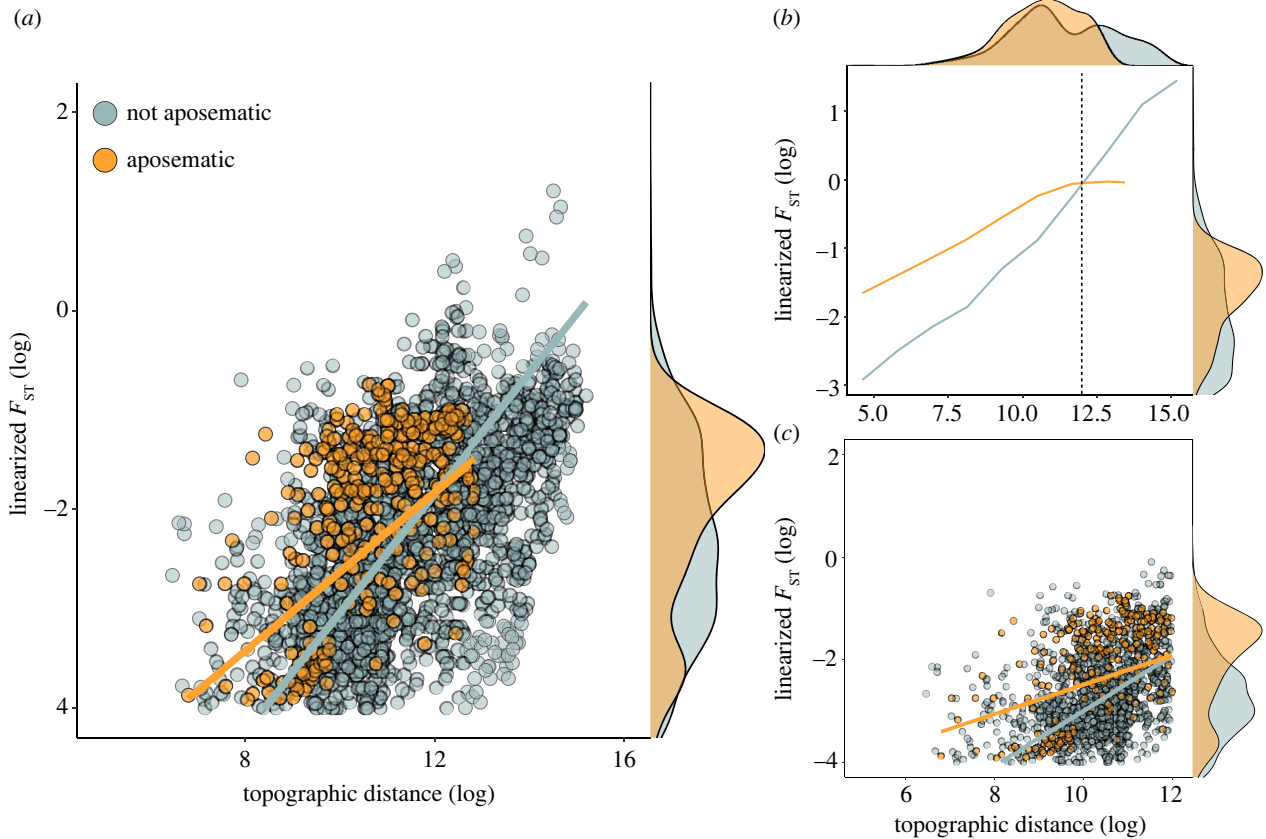 (a)
not aposematic
aposematic
2
0
–2
4
8
12
16
linearized FST (log)
topographic distance (log)
(b)
1
0
–1
–2
–3
5.0
7.5
10.0
12.5
15.0
linearized FST (log)
(c)
2
0
–2
–4
6
8
10
12
linearized FST (log)
topographic distance (log)